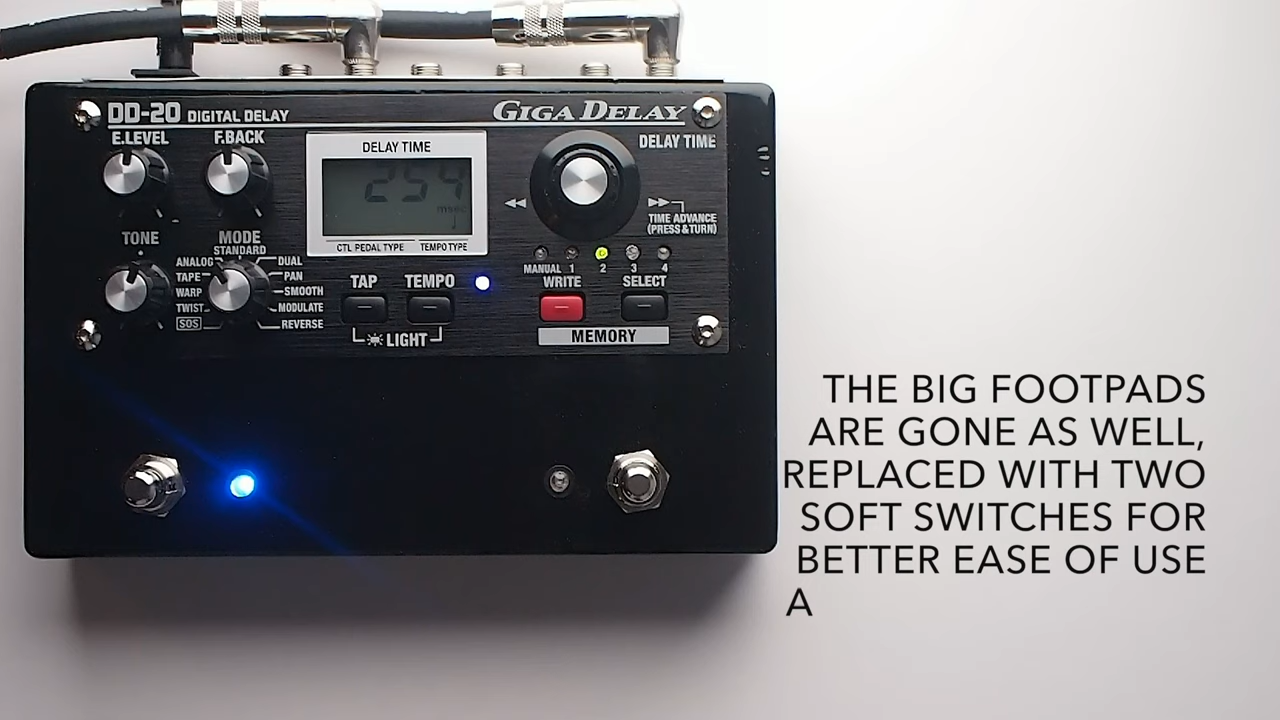 DD-20 DIGITAL DELAY
GIGA DELAY
E.LEVEL
F.BACK
DELAY TIME
DELAY TIME
259
msec
TIME ADVANCE
(PRESS & TURN)
CTL PEDAL TYPE
TEMPO TYPE
TONE
MODE
STANDARD
ANALOG
DUAL
TAPE
PAN
WARP
SMOOTH
TWIST
MODULATE
SOS
REVERSE
TAP
TEMPO
LIGHT
MANUAL 1 2 3 4
WRITE
SELECT
MEMORY
THE BIG FOOTPADS
ARE GONE AS WELL,
REPLACED WITH TWO
SOFT SWITCHES FOR
BETTER EASE OF USE
A